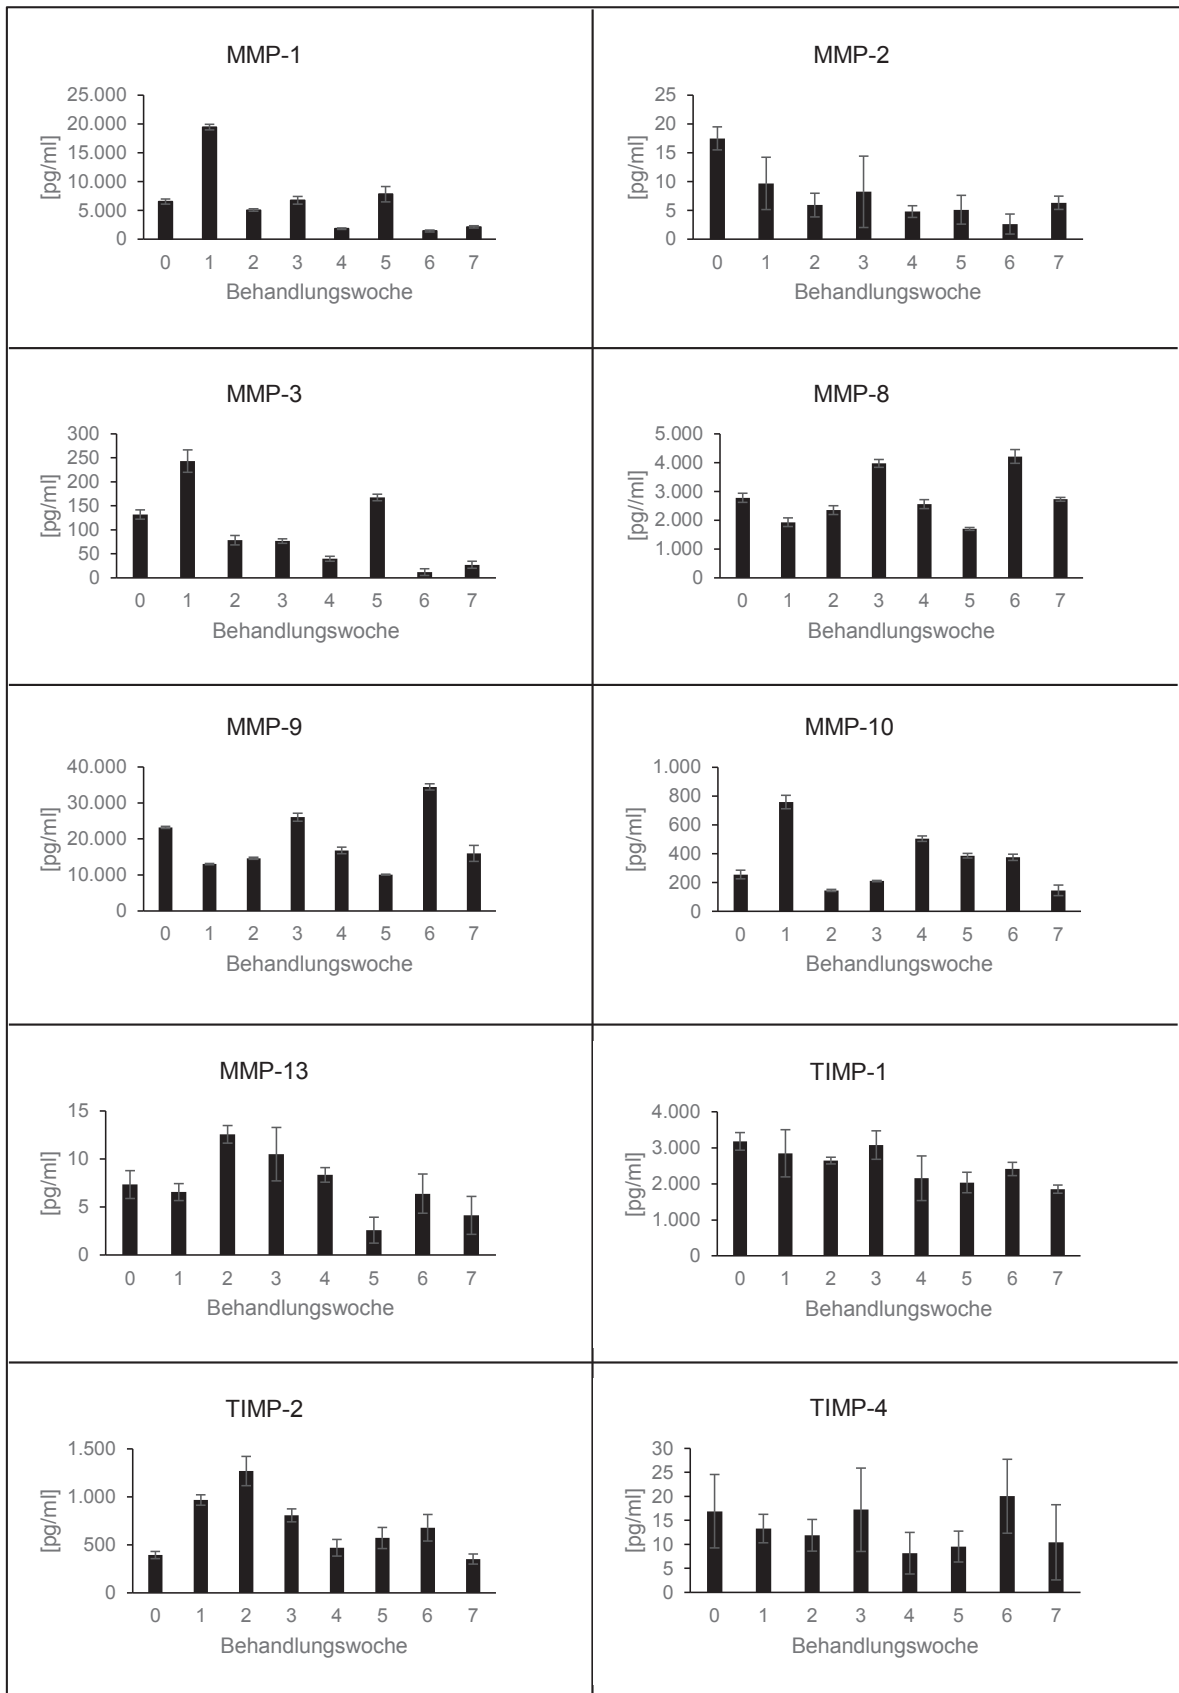 MMP-1
[pg/ml]
25.000
20.000
15.000
10.000
5.000
0
0 1 2 3 4 5 6 7
Behandlungswoche
MMP-2
[pg/ml]
25
20
15
10
5
0
0 1 2 3 4 5 6 7
Behandlungswoche
MMP-3
[pg/ml]
300
250
200
150
100
50
0
0 1 2 3 4 5 6 7
Behandlungswoche
MMP-8
[pg//ml]
5.000
4.000
3.000
2.000
1.000
0
0 1 2 3 4 5 6 7
Behandlungswoche
MMP-9
[pg/ml]
40.000
30.000
20.000
10.000
0
0 1 2 3 4 5 6 7
Behandlungswoche
MMP-10
[pg/ml]
1.000
800
600
400
200
0
0 1 2 3 4 5 6 7
Behandlungswoche
MMP-13
[pg/ml]
15
10
5
0
0 1 2 3 4 5 6 7
Behandlungswoche
TIMP-1
[pg/ml]
4.000
3.000
2.000
1.000
0
0 1 2 3 4 5 6 7
Behandlungswoche
TIMP-2
[pg/ml]
1.500
1.000
500
0
0 1 2 3 4 5 6 7
Behandlungswoche
TIMP-4
[pg/ml]
30
25
20
15
10
5
0
0 1 2 3 4 5 6 7
Behandlungswoche